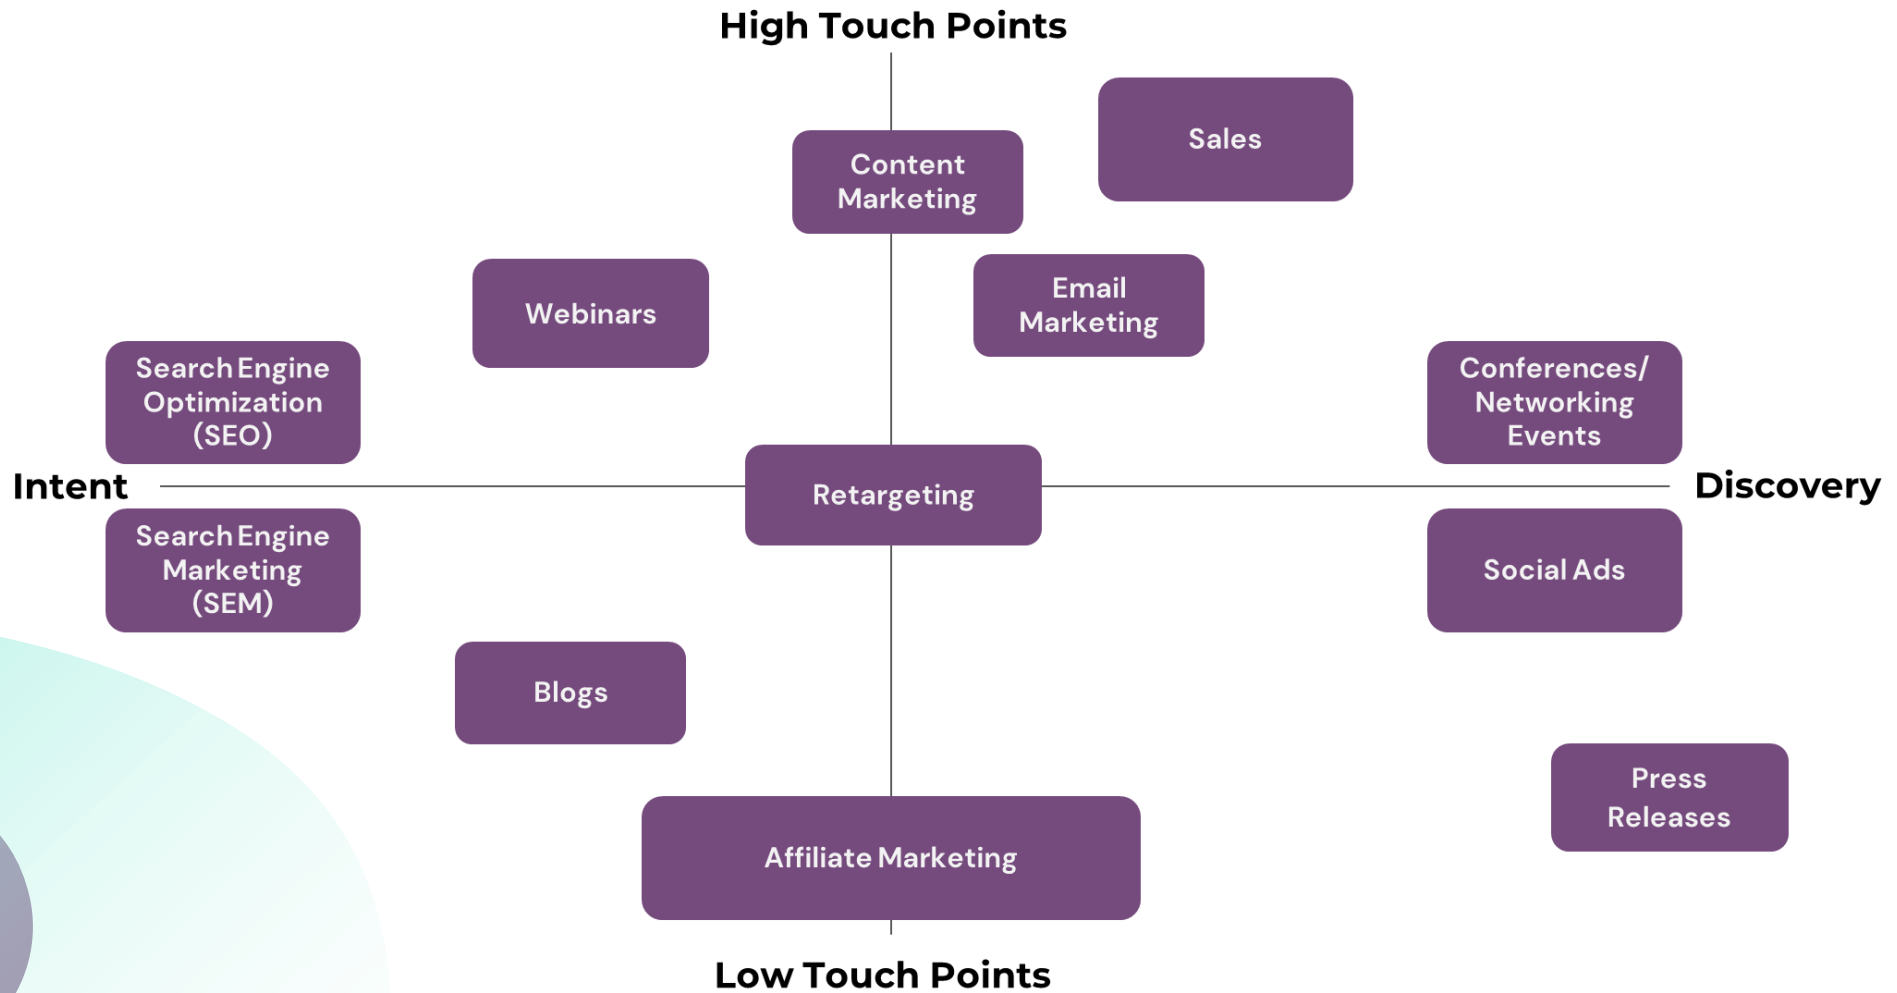 High Touch Points
Sales
Content
Marketing
Email
Marketing
Webinars
Search Engine
Optimization
(SEO)
Conferences/
Networking
Events
Intent
Retargeting
Discovery
Search Engine
Marketing
(SEM)
Social Ads
Blogs
Press
Releases
Affiliate Marketing
Low Touch Points